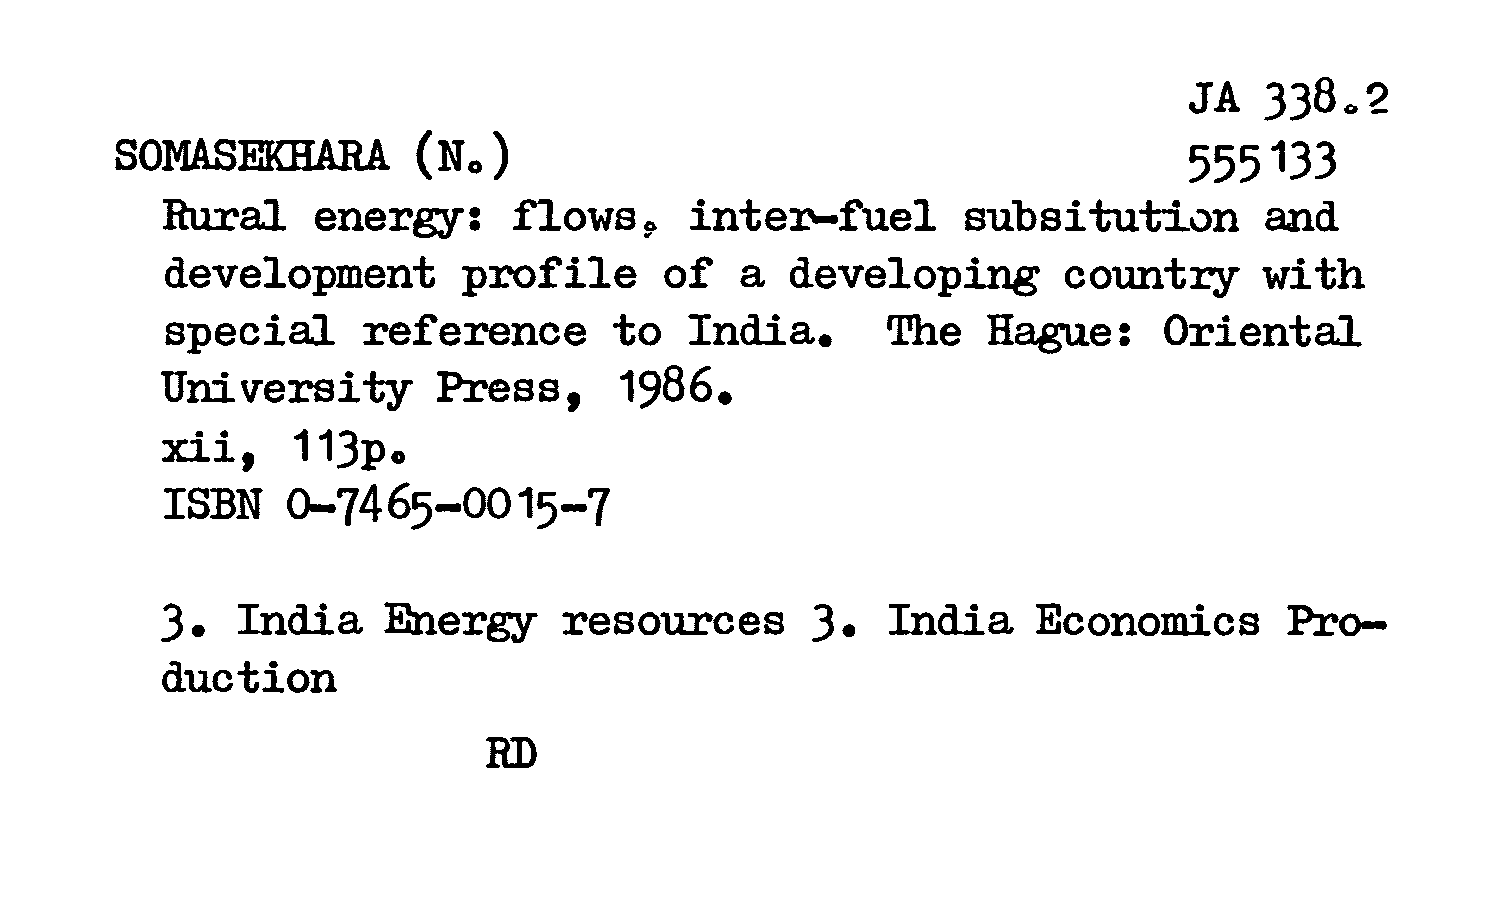 JA 338.2
SOMASEKHARA (N.) 555133
Rural energy: flows, inter-fuel subsitution and
development profile of a developing country with
special reference to India. The Hague: Oriental
University Press, 1986.
xii, 113p.
ISBN 0-7465-0015-7
3. India Energy resources 3. India Economics Pro-
duction
RD